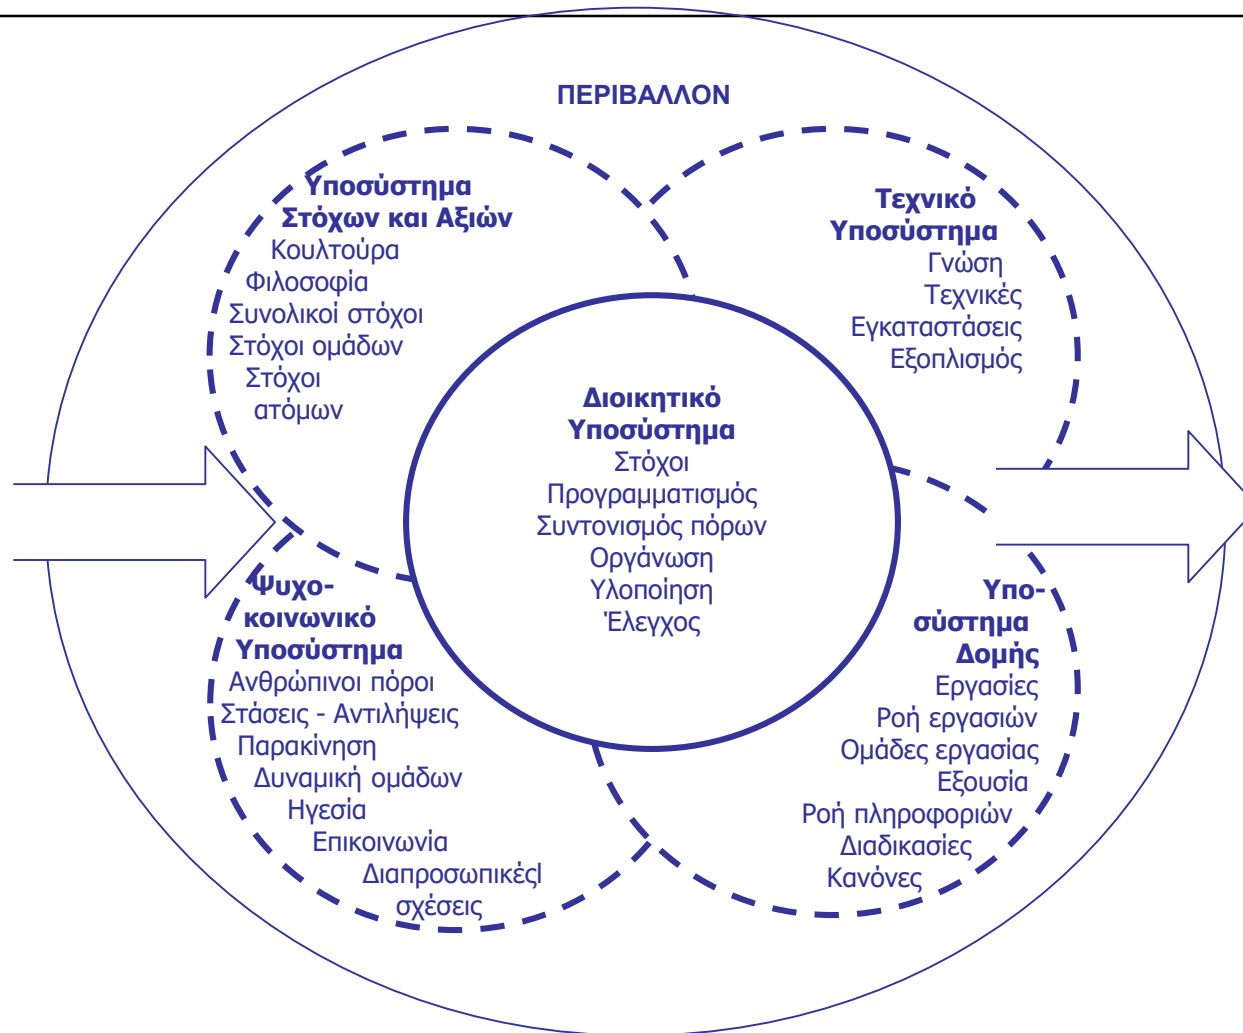 ΠΕΡΙΒΑΛΛΟΝ
Υποσύστημα
Στόχων και Αξιών
Κουλτούρα
Φιλοσοφία
Συνολικοί στόχοι
Στόχοι ομάδων
Στόχοι
ατόμων
Τεχνικό
Υποσύστημα
Γνώση
Τεχνικές
Εγκαταστάσεις
Εξοπλισμός
Διοικητικό
Υποσύστημα
Στόχοι
Προγραμματισμός
Συντονισμός πόρων
Οργάνωση
Υλοποίηση
Έλεγχος
Ψυχο-
κοινωνικό
Υποσύστημα
Ανθρώπινοι πόροι
Στάσεις - Αντιλήψεις
Παρακίνηση
Δυναμική ομάδων
Ηγεσία
Επικοινωνία
Διαπροσωπικέςl
σχέσεις
Υπο-
σύστημα
Δομής
Εργασίες
Ροή εργασιών
Ομάδες εργασίας
Εξουσία
Ροή πληροφοριών
Διαδικασίες
Κανόνες